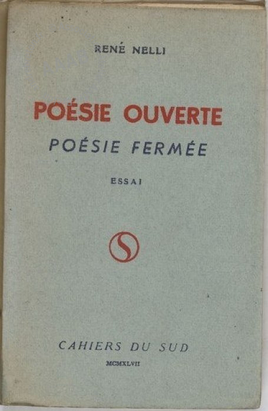 RENÉ NELLI
POÉSIE OUVERTE
POÉSIE FERMÉE
ESSAI
S
CAHIERS DU SUD
MCMXLVII